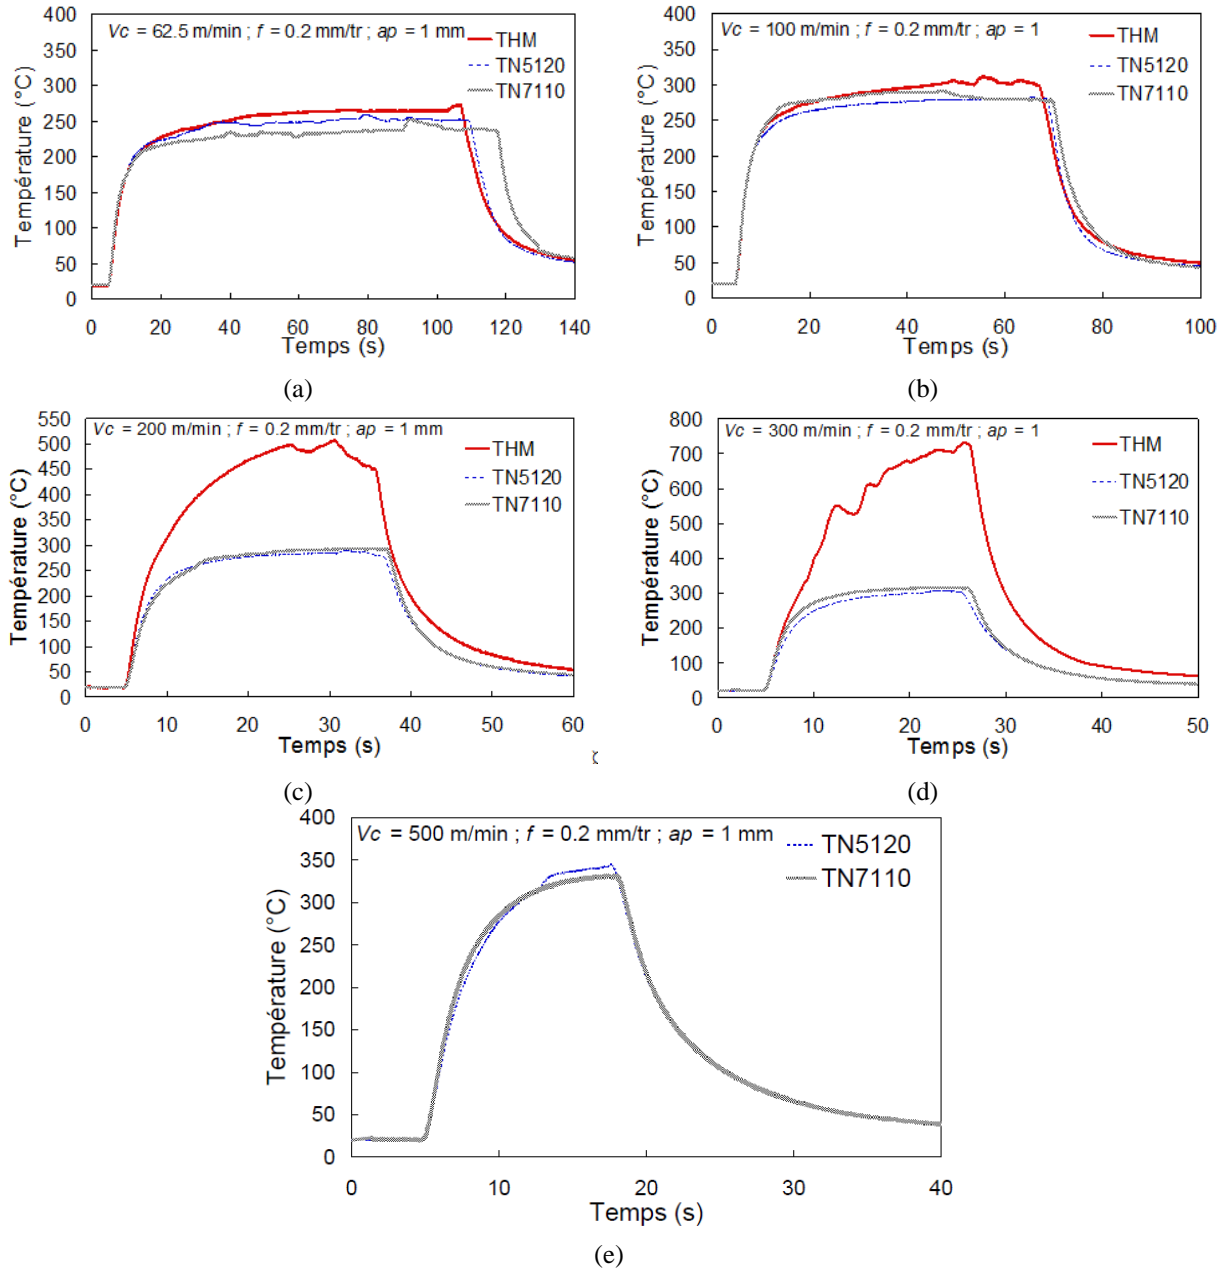 Vc = 62.5 m/min ; f = 0.2 mm/tr ; ap = 1 mm
THM
TN5120
TN7110
Température (°C)
400
350
300
250
200
150
100
50
0
0 20 40 60 80 100 120 140
Temps (s)
(a)
Vc = 100 m/min ; f = 0.2 mm/tr ; ap = 1
THM
TN5120
TN7110
Température (°C)
400
350
300
250
200
150
100
50
0
0 20 40 60 80 100
Temps (s)
(b)
Vc = 200 m/min ; f = 0.2 mm/tr ; ap = 1 mm
THM
TN5120
TN7110
Température (°C)
550
500
450
400
350
300
250
200
150
100
50
0
0 10 20 30 40 50 60
Temps (s)
(c)
Vc = 300 m/min ; f = 0.2 mm/tr ; ap = 1
THM
TN5120
TN7110
Température (°C)
800
700
600
500
400
300
200
100
0
0 10 20 30 40 50
Temps (s)
(d)
Vc = 500 m/min ; f = 0.2 mm/tr ; ap = 1 mm
TN5120
TN7110
Température (°C)
400
350
300
250
200
150
100
50
0
0 10 20 30 40
Temps (s)
(e)